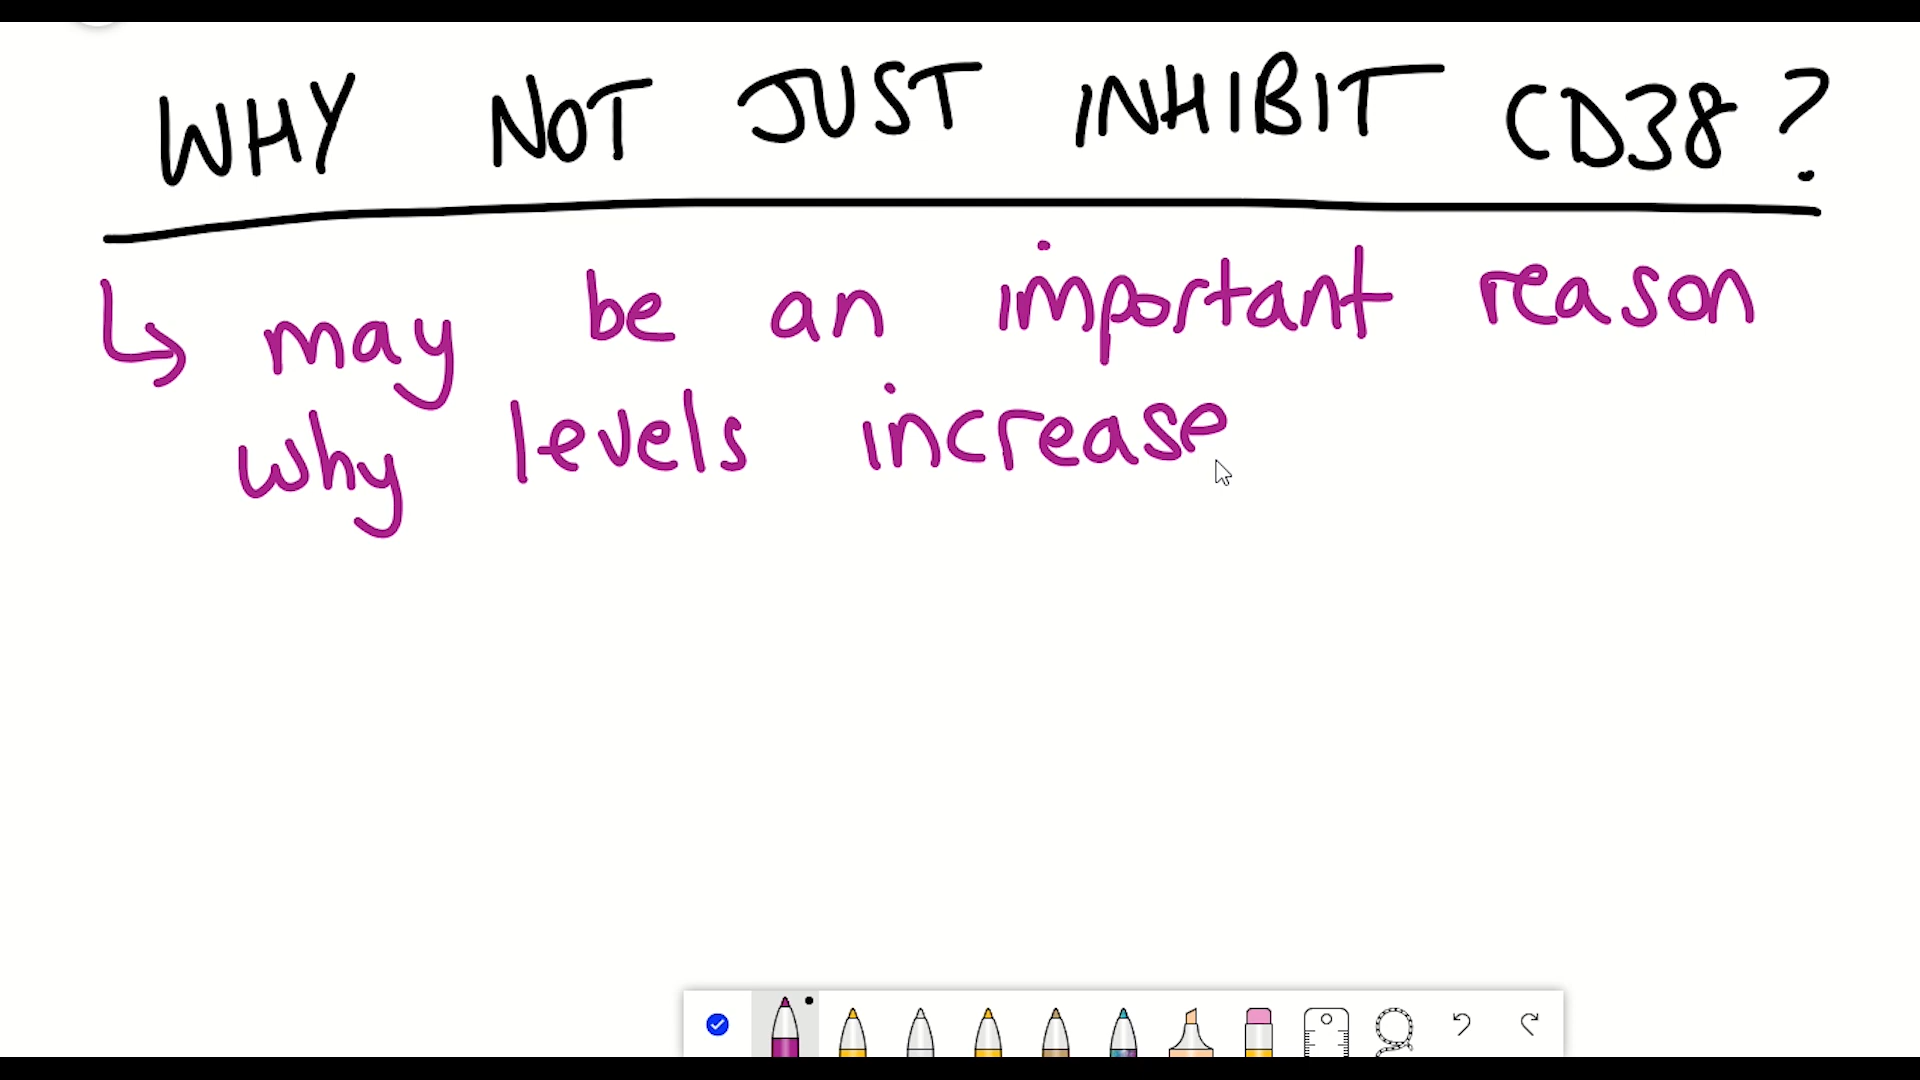 WHY NOT JUST INHIBIT CD38?
may be an important reason
why levels increase